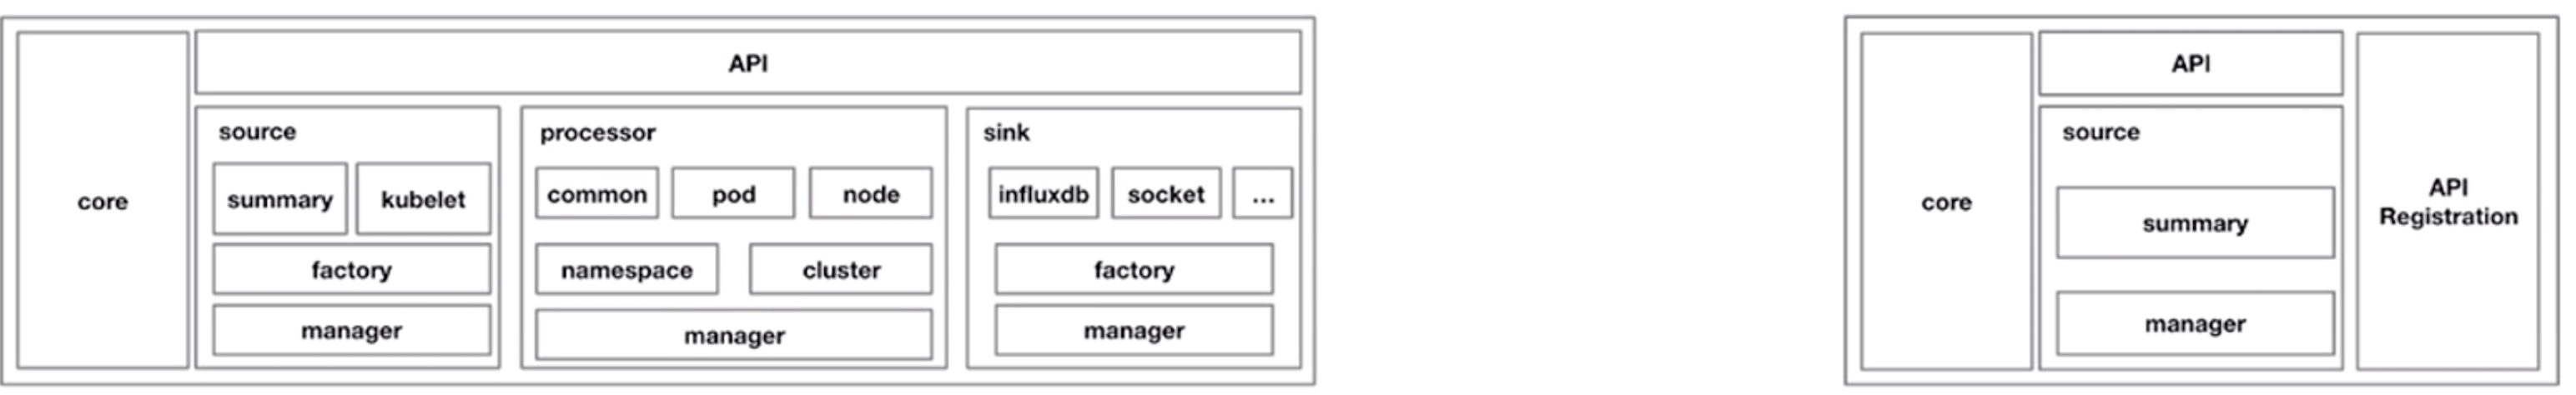 core
API
source
summary
kubelet
factory
manager
processor
common
pod
node
namespace
cluster
manager
sink
influxdb
socket
...
factory
manager
core
API
source
summary
manager
API
Registration